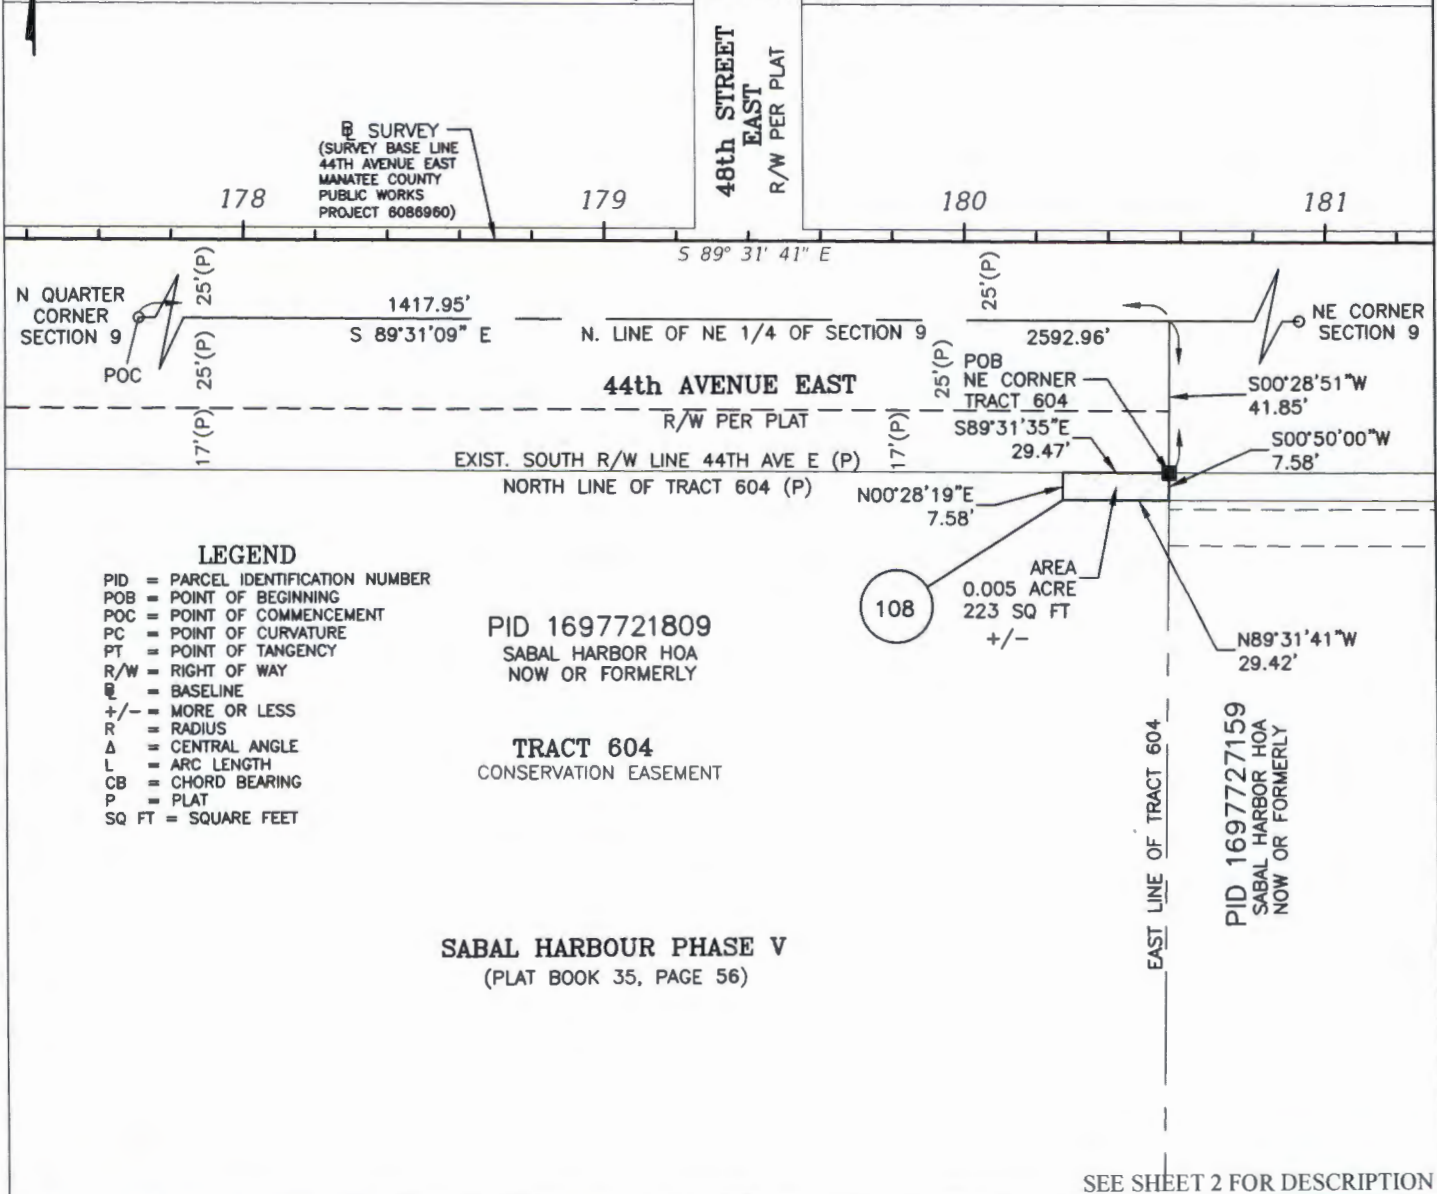 48th STREET
EAST
R/W PER PLAT
B SURVEY
(SURVEY BASE LINE
44TH AVENUE EAST
MANATEE COUNTY
PUBLIC WORKS
PROJECT 6086960)
178
179
180
181
S 89° 31' 41" E
25'(P)
25'(P)
N QUARTER
CORNER
SECTION 9
POC
1417.95'
S 89°31'09" E
N. LINE OF NE 1/4 OF SECTION 9
2592.96'
NE CORNER
SECTION 9
25'(P)
25'(P)
44th AVENUE EAST
R/W PER PLAT
POB
NE CORNER
TRACT 604
S00°28'51"W
41.85'
17'(P)
17'(P)
S89°31'35"E
29.47'
S00°50'00"W
7.58'
EXIST. SOUTH R/W LINE 44TH AVE E (P)
NORTH LINE OF TRACT 604 (P)
N00°28'19"E
7.58'
AREA
0.005 ACRE
223 SQ FT
+/-
108
N89°31'41"W
29.42'
LEGEND
PID = PARCEL IDENTIFICATION NUMBER
POB = POINT OF BEGINNING
POC = POINT OF COMMENCEMENT
PC = POINT OF CURVATURE
PT = POINT OF TANGENCY
R/W = RIGHT OF WAY
B = BASELINE
+/- = MORE OR LESS
R = RADIUS
Δ = CENTRAL ANGLE
L = ARC LENGTH
CB = CHORD BEARING
P = PLAT
SQ FT = SQUARE FEET
PID 1697721809
SABAL HARBOR HOA
NOW OR FORMERLY
TRACT 604
CONSERVATION EASEMENT
EAST LINE OF TRACT 604
PID 1697727159
SABAL HARBOR HOA
NOW OR FORMERLY
SABAL HARBOUR PHASE V
(PLAT BOOK 35, PAGE 56)
SEE SHEET 2 FOR DESCRIPTION